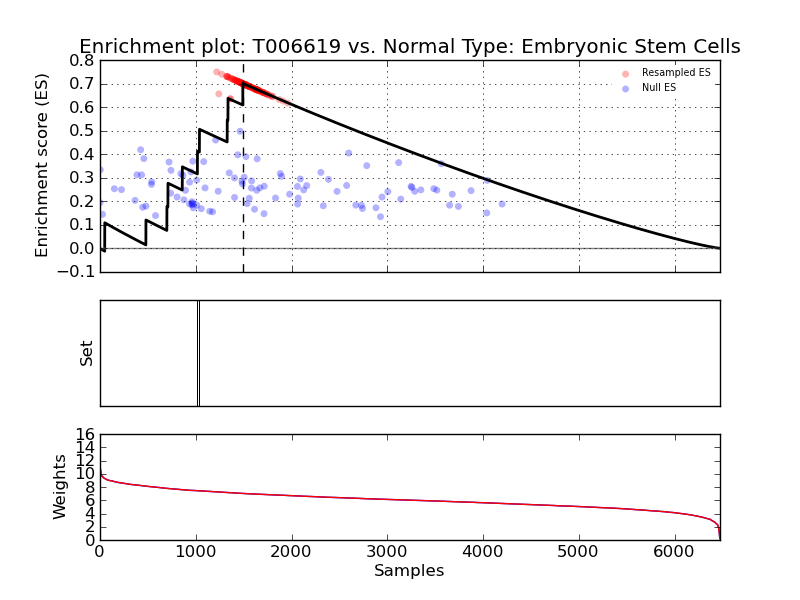 Enrichment plot: T006619 vs. Normal Type: Embryonic Stem Cells
Enrichment score (ES)
0.8
0.7
0.6
0.5
0.4
0.3
0.2
0.1
0.0
−0.1
Resampled ES
Null ES
Set
Weights
16
14
12
10
8
6
4
2
0
0 1000 2000 3000 4000 5000 6000
Samples